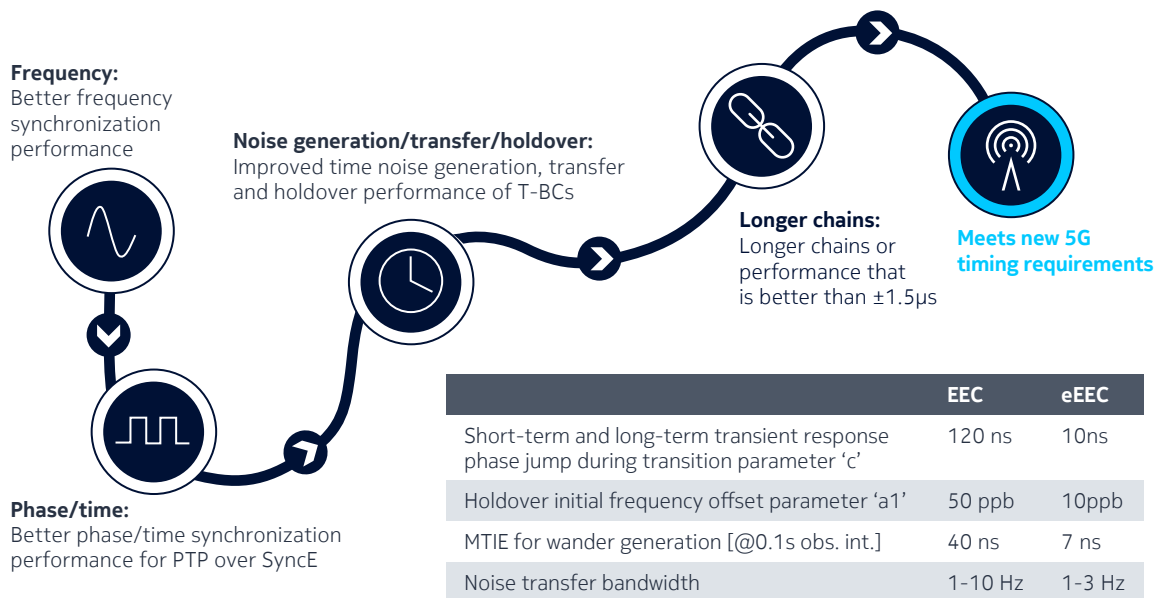 Frequency:
Better frequency
synchronization
performance
Noise generation/transfer/holdover:
Improved time noise generation, transfer
and holdover performance of T-BCs
Longer chains:
Longer chains or
performance that
is better than ±1.5µs
Meets new 5G
timing requirements
Phase/time:
Better phase/time synchronization
performance for PTP over SyncE
EEC eEEC
Short-term and long-term transient response
phase jump during transition parameter ‘c’ 120 ns 10ns
Holdover initial frequency offset parameter ‘a1’ 50 ppb 10ppb
MTIE for wander generation [@0.1s obs. int.] 40 ns 7 ns
Noise transfer bandwidth 1-10 Hz 1-3 Hz